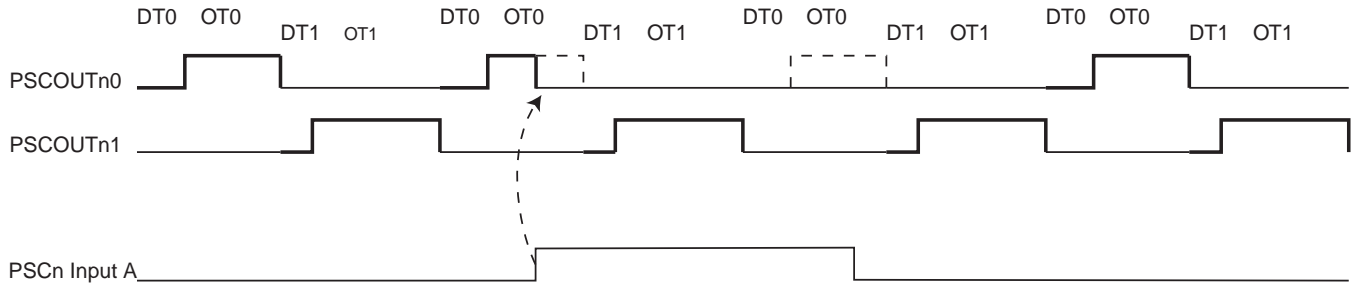 DT0 OT0 DT0 OT0 DT0 OT0 DT0 OT0
DT1 OT1 DT1 OT1 DT1 OT1 DT1 OT1
PSCOUTn0
PSCOUTn1
PSCn Input A